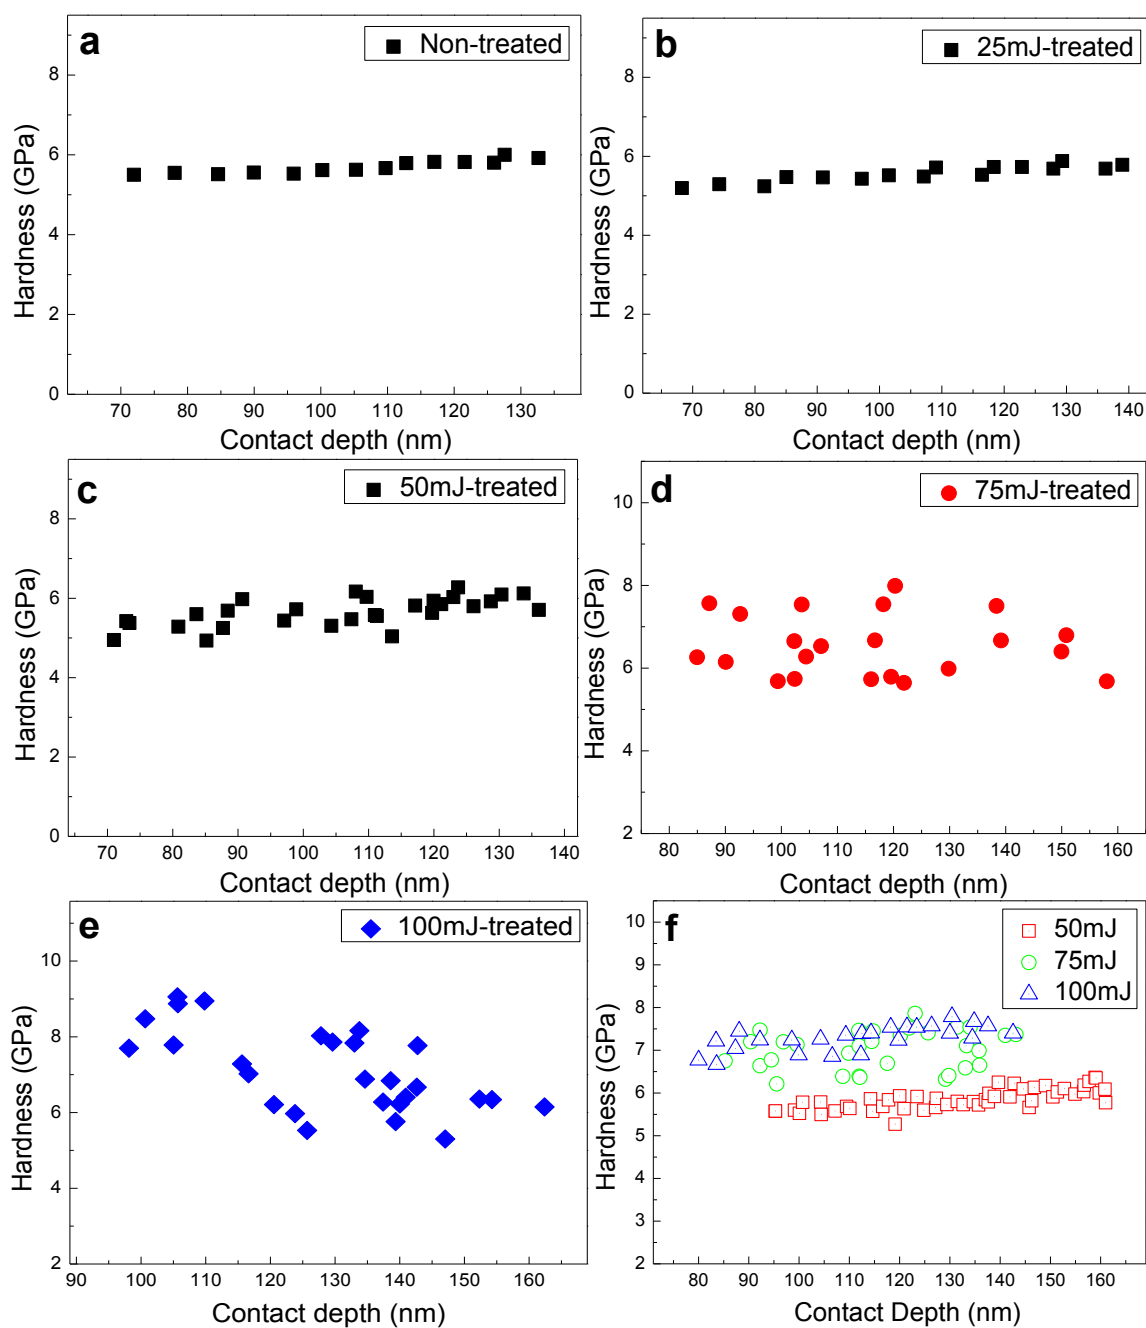 a
Non-treated
8
6
4
2
0
Hardness (GPa)
70 80 90 100 110 120 130
Contact depth (nm)
b
25mJ-treated
8
6
4
2
0
Hardness (GPa)
70 80 90 100 110 120 130 140
Contact depth (nm)
c
50mJ-treated
8
6
4
2
0
Hardness (GPa)
70 80 90 100 110 120 130 140
Contact depth (nm)
d
75mJ-treated
10
8
6
4
2
Hardness (GPa)
80 90 100 110 120 130 140 150 160
Contact depth (nm)
e
100mJ-treated
10
8
6
4
2
Hardness (GPa)
90 100 110 120 130 140 150 160
Contact depth (nm)
f
50mJ
75mJ
100mJ
10
9
8
7
6
5
4
3
2
Hardness (GPa)
80 90 100 110 120 130 140 150 160
Contact Depth (nm)